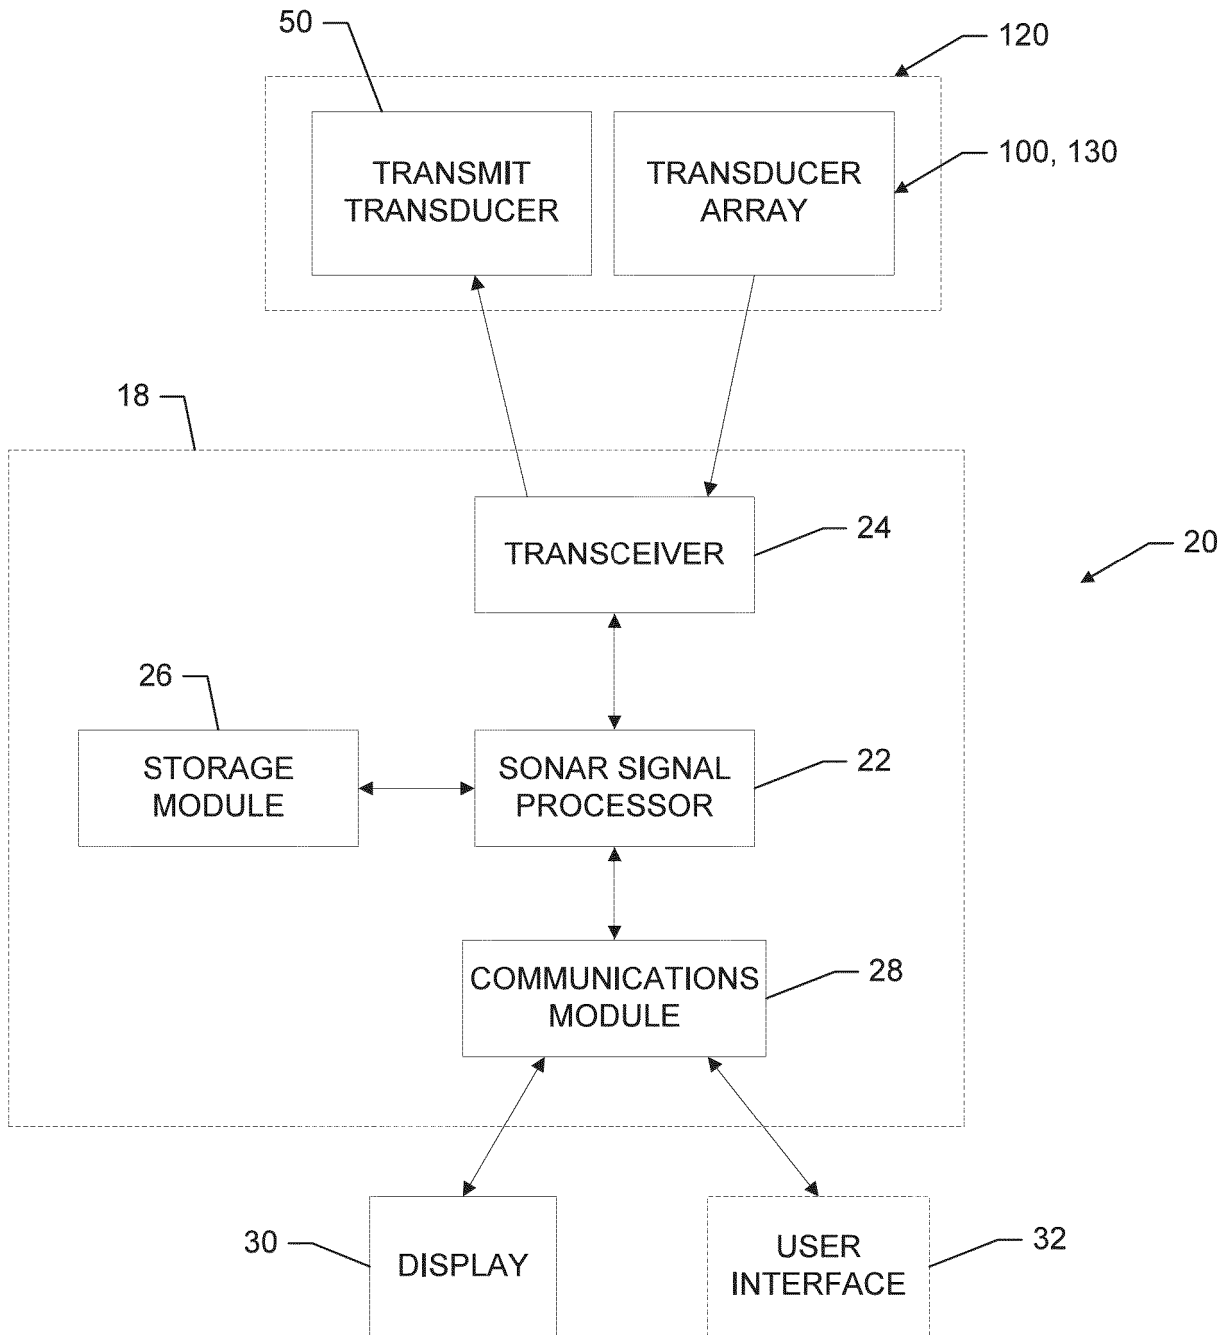 50
120
TRANSMIT
TRANSDUCER
TRANSDUCER
ARRAY
100, 130
18
TRANSCEIVER
24
20
26
STORAGE
MODULE
SONAR SIGNAL
PROCESSOR
22
COMMUNICATIONS
MODULE
28
30
DISPLAY
USER
INTERFACE
32